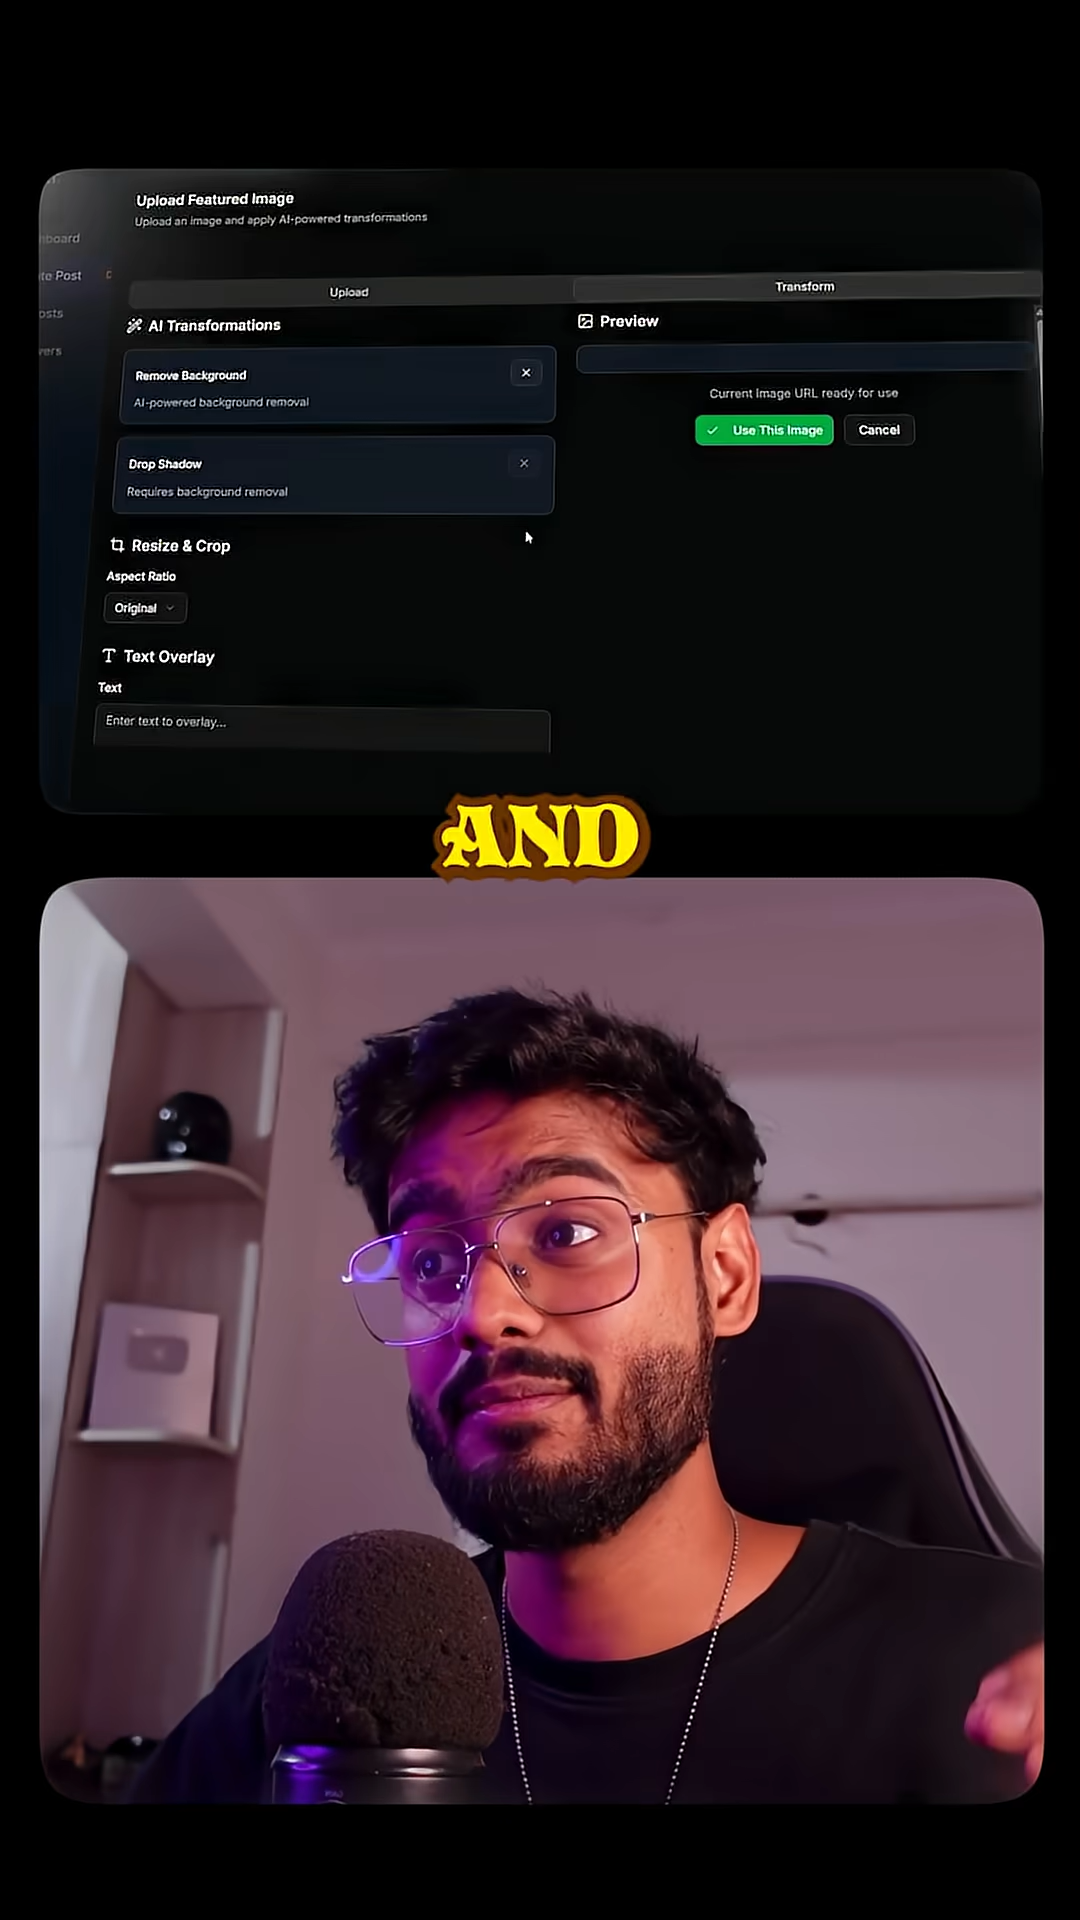 Upload Featured Image
Upload an image and apply AI-powered transformations
board
te Post
osts
vers
Upload
Transform
AI Transformations
Preview
Remove Background
AI-powered background removal
Current image URL ready for use
Use This Image
Cancel
Drop Shadow
Requires background removal
Resize & Crop
Aspect Ratio
Original
Text Overlay
Text
Enter text to overlay...
AND